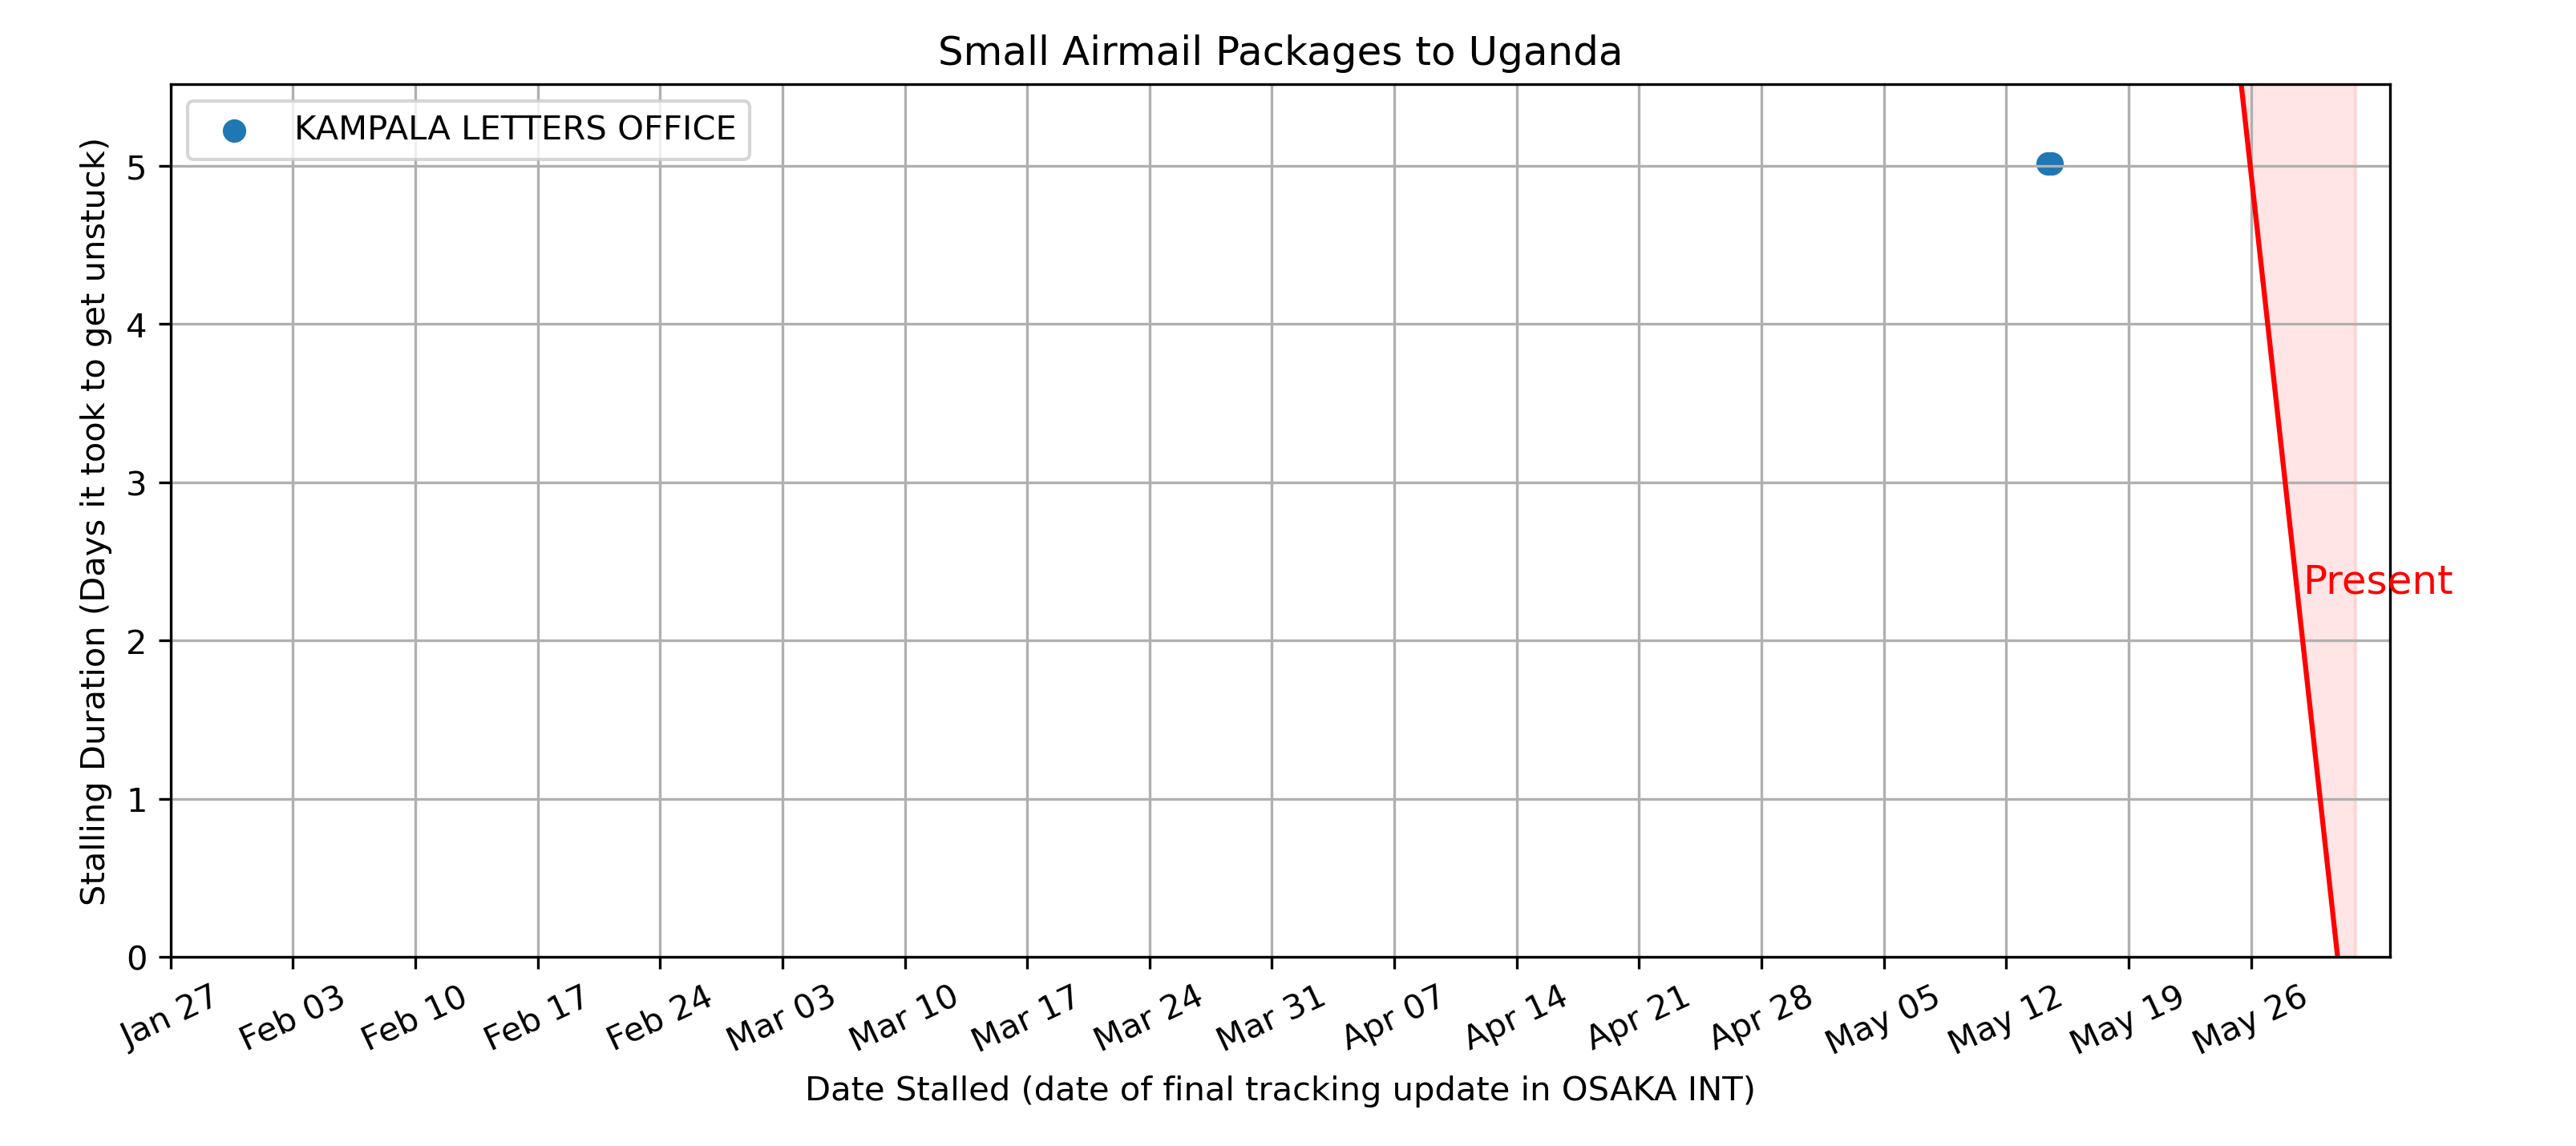 Small Airmail Packages to Uganda
KAMPALA LETTERS OFFICE
Stalling Duration (Days it took to get unstuck)
5
4
3
2
1
0
Present
Jan 27
Feb 03
Feb 10
Feb 17
Feb 24
Mar 03
Mar 10
Mar 17
Mar 24
Mar 31
Apr 07
Apr 14
Apr 21
Apr 28
May 05
May 12
May 19
May 26
Date Stalled (date of final tracking update in OSAKA INT)